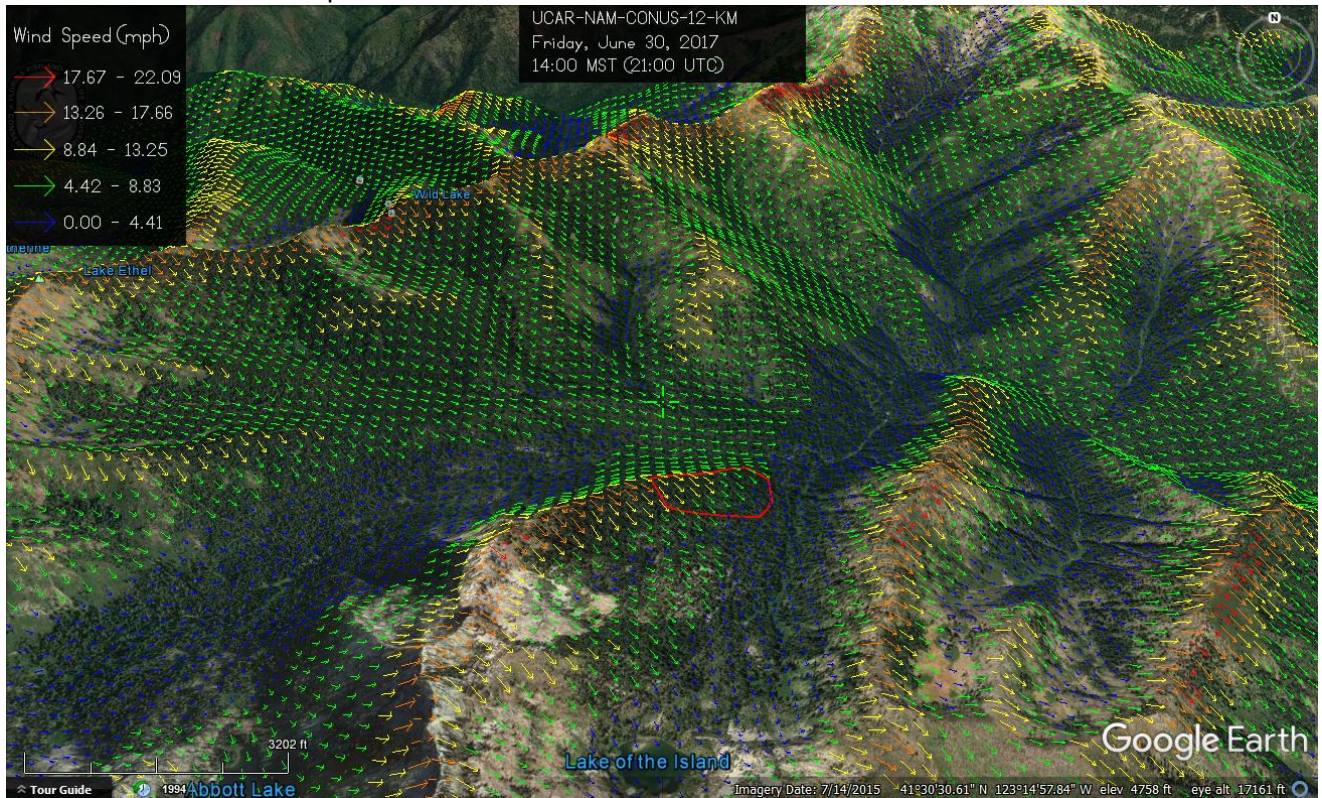 Wind Speed (mph)
17.67 - 22.09
13.26 - 17.66
8.84 - 13.25
4.42 - 8.83
0.00 - 4.41
UCAR-NAM-CONUS-12-KM
Friday, June 30, 2017
14:00 MST (21:00 UTC)
N
Wild Lake
Lake Ethel
3202 ft
Lake of the Island
Google Earth
Tour Guide
1994
Abbott Lake
Imagery Date: 7/14/2015 41°30'30.61" N 123°14'57.84" W elev 4758 ft eye alt 17161 ft